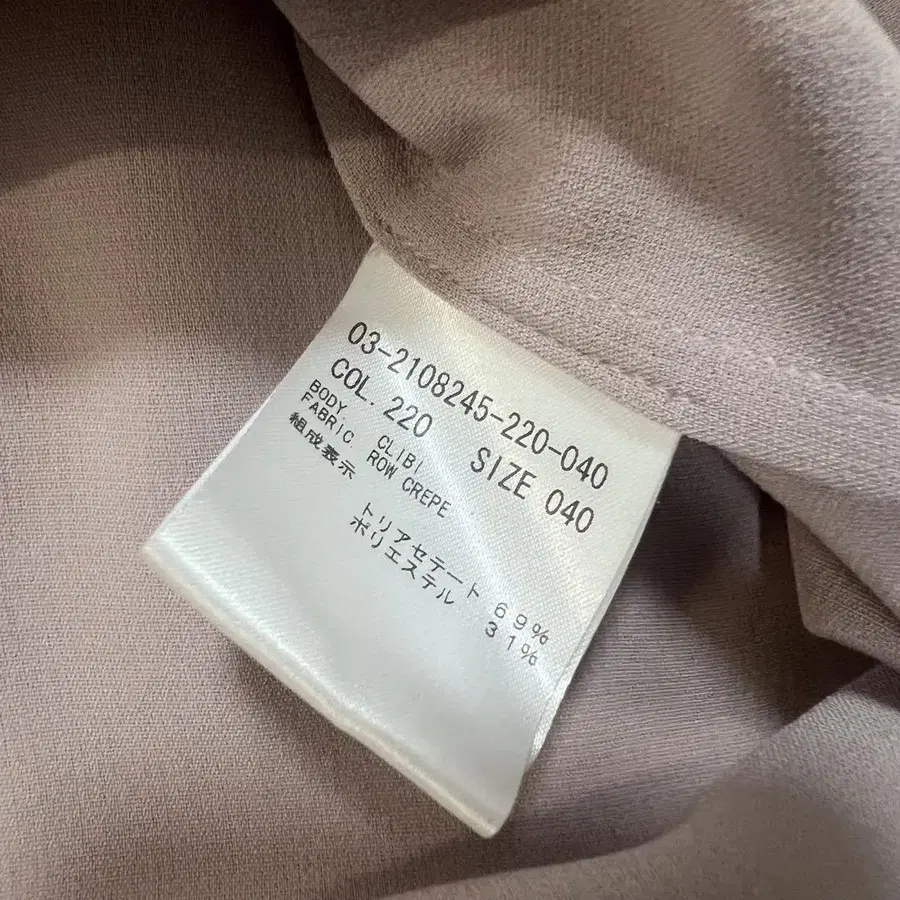 03-2108245-220-040
COL. 220 SIZE 040
BODY
FABRIC CLIBI
ROW CREPE
組成表示
トリアセテート 69%
ポリエステル 31%